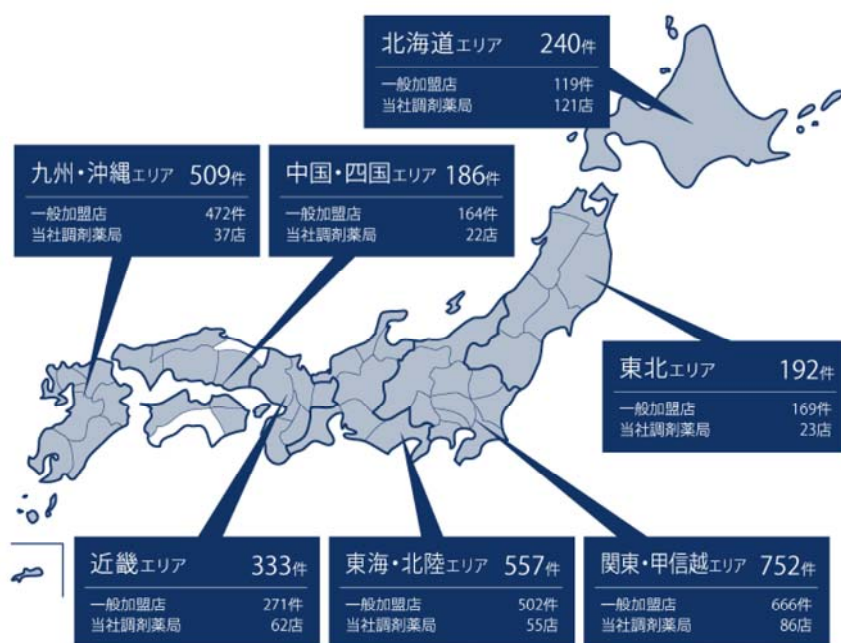 北海道エリア 240件
一般加盟店 119件
当社調剤薬局 121店
九州・沖縄エリア 509件
一般加盟店 472件
当社調剤薬局 37店
中国・四国エリア 186件
一般加盟店 164件
当社調剤薬局 22店
東北エリア 192件
一般加盟店 169件
当社調剤薬局 23店
近畿エリア 333件
一般加盟店 271件
当社調剤薬局 62店
東海・北陸エリア 557件
一般加盟店 502件
当社調剤薬局 55店
関東・甲信越エリア 752件
一般加盟店 666件
当社調剤薬局 86店